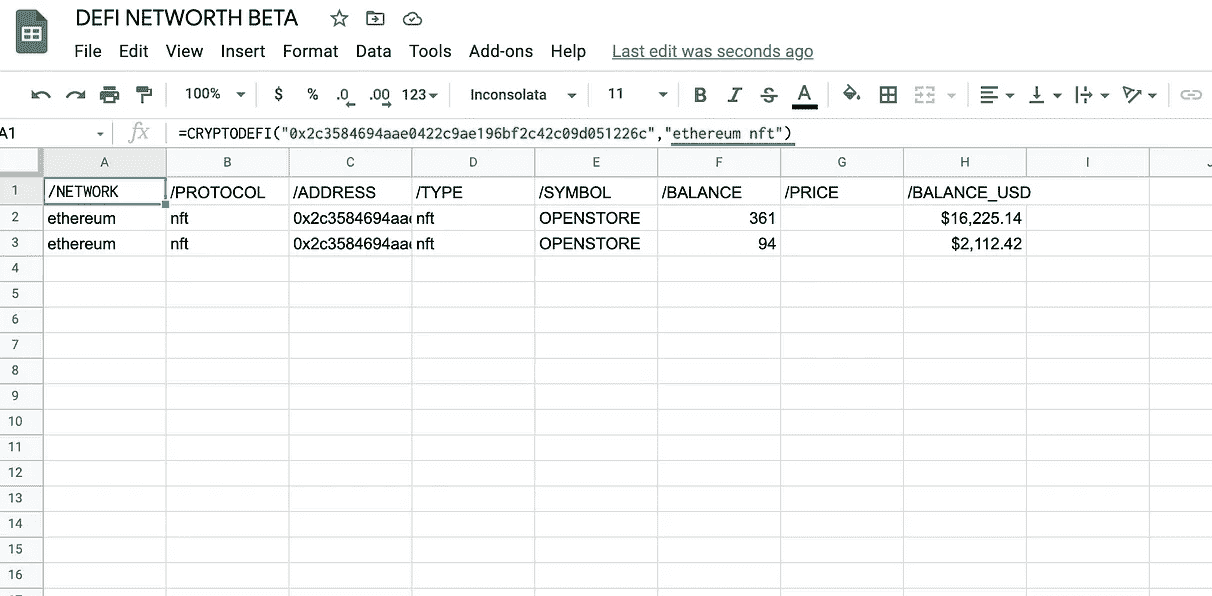 DEFI NETWORTH BETA
File Edit View Insert Format Data Tools Add-ons Help Last edit was seconds ago
100% $ % .0 .00 123 Inconsolata 11 B I S A
A1 fx =CRYPTODEFI("0x2c3584694aae0422c9ae196bf2c42c09d051226c","ethereum nft")
A B C D E F G H I
1 /NETWORK /PROTOCOL /ADDRESS /TYPE /SYMBOL /BALANCE /PRICE /BALANCE_USD
2 ethereum nft 0x2c3584694aae nft OPENSTORE 361 $16,225.14
3 ethereum nft 0x2c3584694aae nft OPENSTORE 94 $2,112.42
4
5
6
7
8
9
10
11
12
13
14
15
16